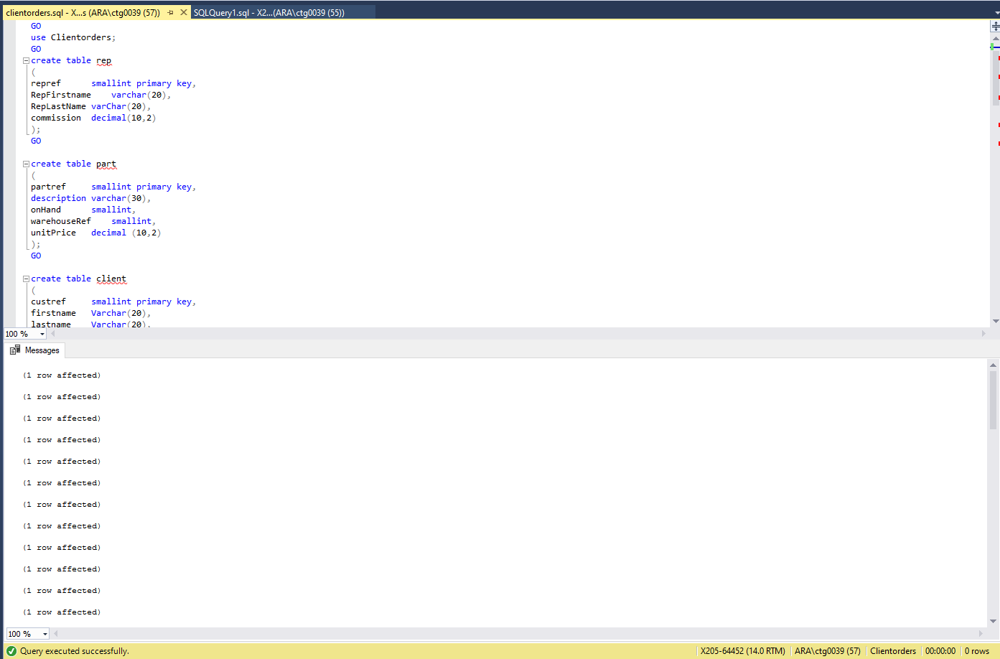 clientorders.sql - X...s (ARA\ctg0039 (57))
SQLQuery1.sql - X2...(ARA\ctg0039 (55))
GO
use Clientorders;
GO
create table rep
(
repref smallint primary key,
RepFirstname varchar(20),
RepLastName varChar(20),
commission decimal(10,2)
);
GO
create table part
(
partref smallint primary key,
description varchar(30),
onHand smallint,
warehouseRef smallint,
unitPrice decimal (10,2)
);
GO
create table client
(
custref smallint primary key,
firstname Varchar(20),
lastname Varchar(20),
100 %
Messages
(1 row affected)
(1 row affected)
(1 row affected)
(1 row affected)
(1 row affected)
(1 row affected)
(1 row affected)
(1 row affected)
(1 row affected)
(1 row affected)
(1 row affected)
(1 row affected)
100 %
Query executed successfully.
X205-64452 (14.0 RTM) ARA\ctg0039 (57) Clientorders 00:00:00 0 rows